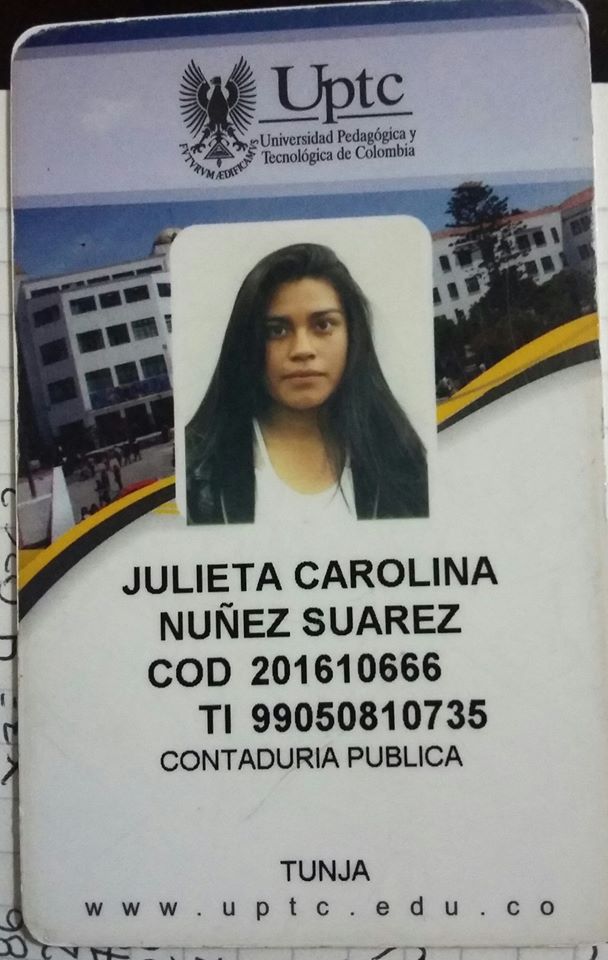 Uptc
Universidad Pedagógica y
Tecnológica de Colombia
FVTVRVM ÆDIFICAMVS
JULIETA CAROLINA
NUÑEZ SUAREZ
COD 201610666
TI 99050810735
CONTADURIA PUBLICA
TUNJA
www.uptc.edu.co